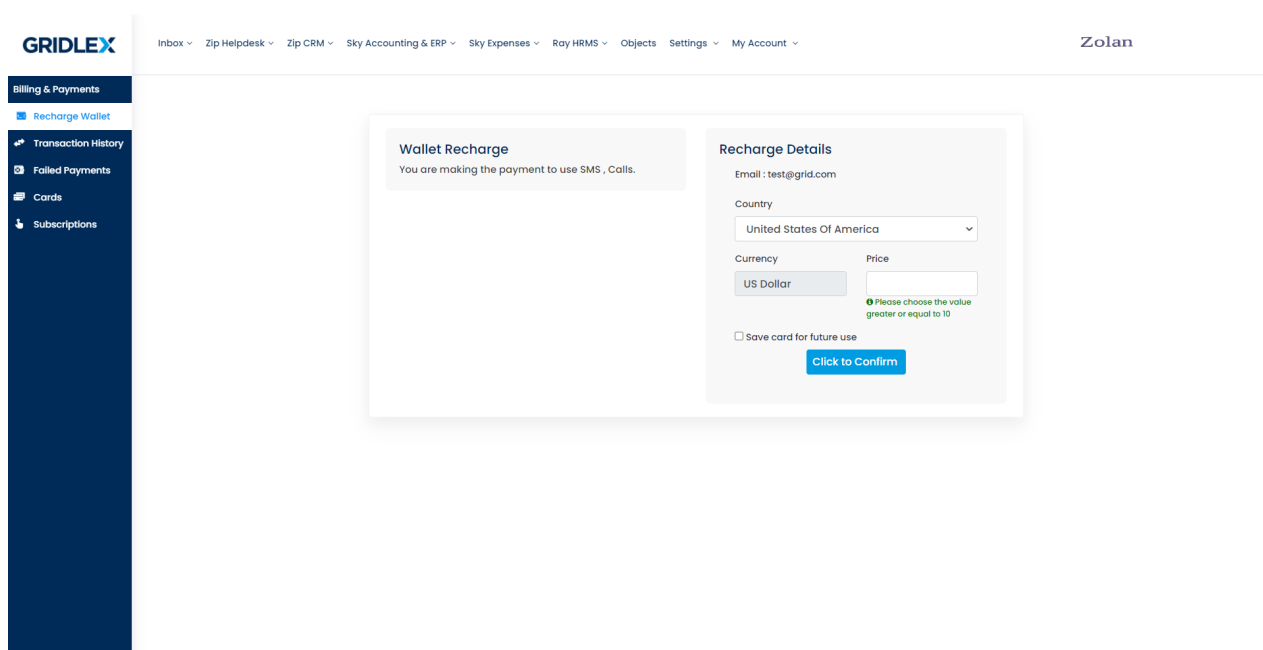 GRIDLEX
Inbox Zip Helpdesk Zip CRM Sky Accounting & ERP Sky Expenses Ray HRMS Objects Settings My Account
Zolan
Billing & Payments
Recharge Wallet
Transaction History
Failed Payments
Cards
Subscriptions
Wallet Recharge
You are making the payment to use SMS , Calls.
Recharge Details
Email : test@grid.com
Country
United States Of America
Currency Price
US Dollar
Please choose the value
greater or equal to 10
Save card for future use
Click to Confirm